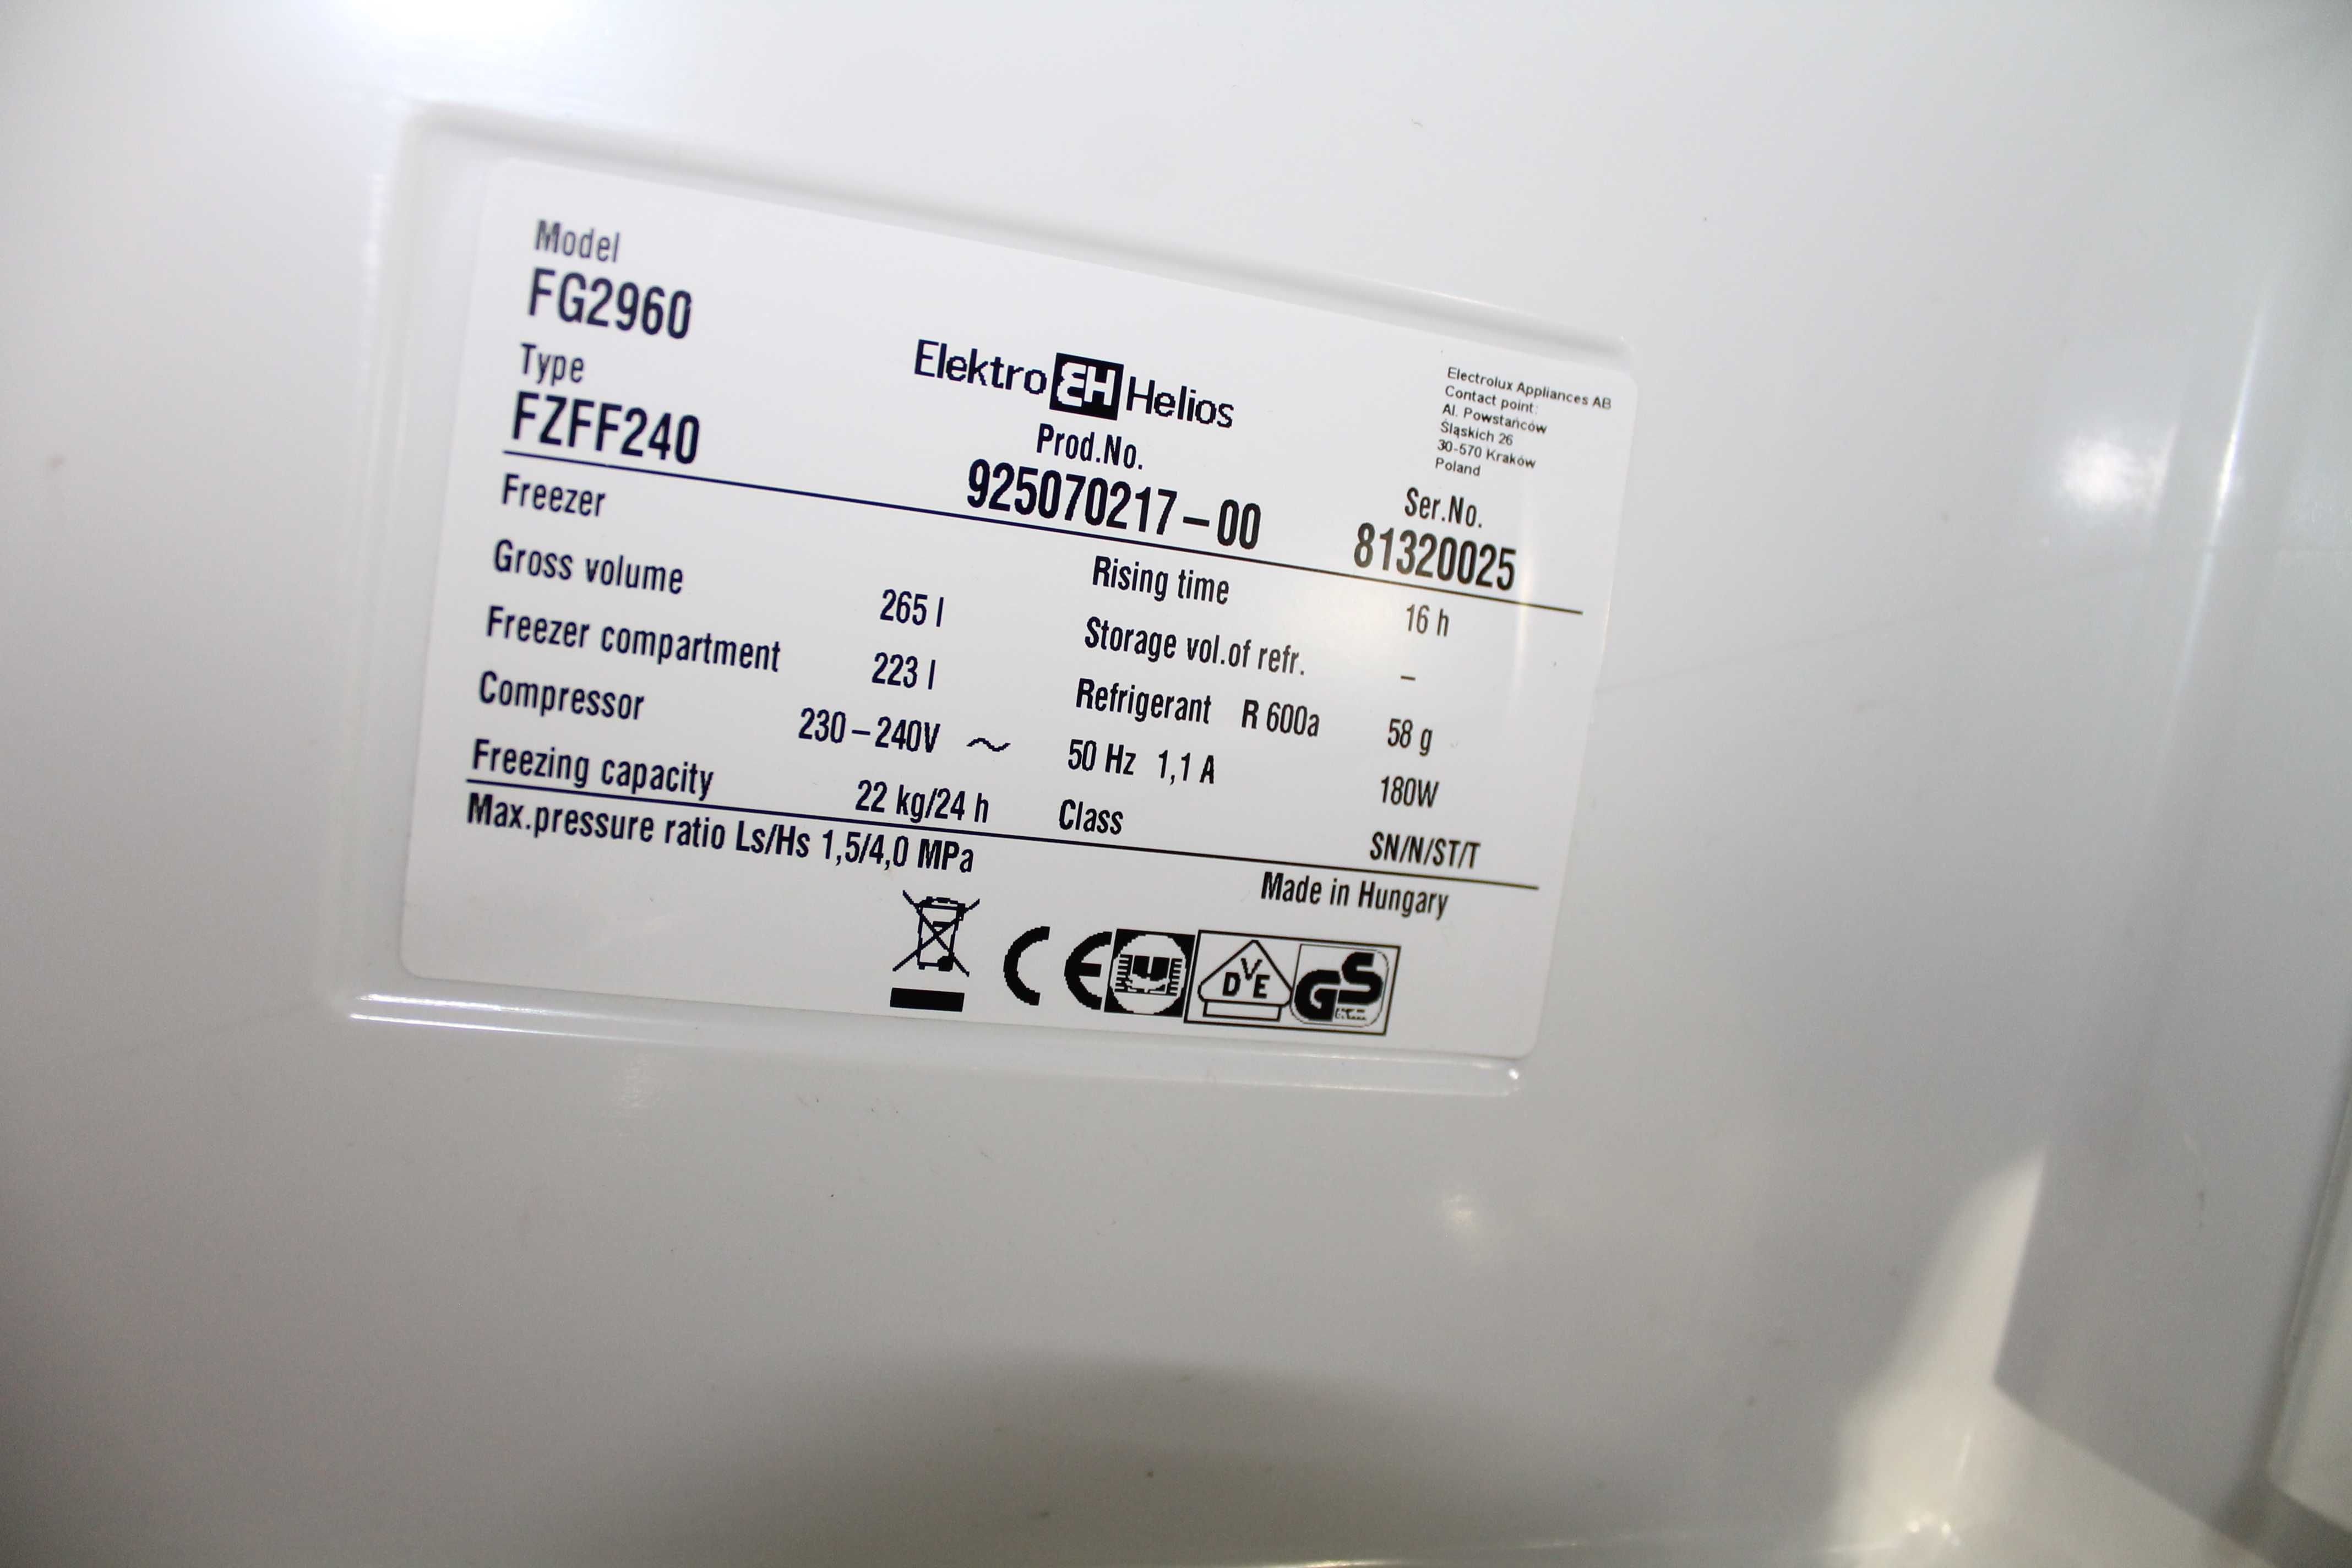 Model
FG2960
Type
FZFF240
Elektro EH Helios
Prod.No.
925070217-00
Electrolux Appliances AB
Contact point:
Al. Powstańców
Śląskich 26
30-570 Kraków
Poland
Ser.No.
81320025
Freezer Rising time 16 h
Gross volume 265 l Storage vol.of refr. –
Freezer compartment 223 l Refrigerant R 600a 58 g
Compressor 230-240V ~ 50 Hz 1,1 A 180W
Freezing capacity 22 kg/24 h Class SN/N/ST/T
Max.pressure ratio Ls/Hs 1,5/4,0 MPa
Made in Hungary
CE DVE GS